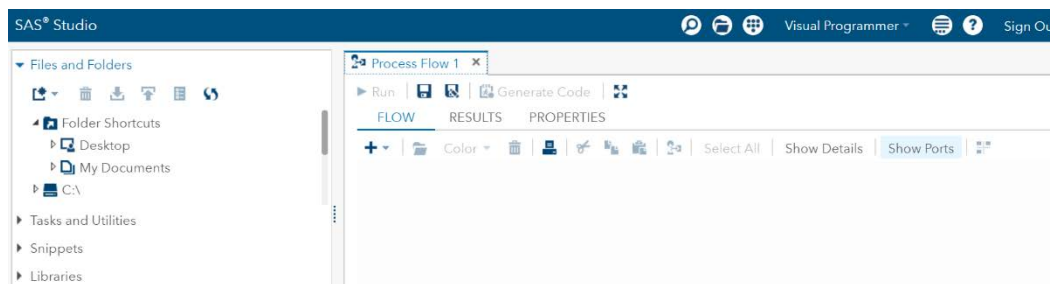 SAS® Studio
Visual Programmer
Sign Ou
Files and Folders
Folder Shortcuts
Desktop
My Documents
C:\
Tasks and Utilities
Snippets
Libraries
Process Flow 1
Run
Generate Code
FLOW RESULTS PROPERTIES
Color
Select All
Show Details
Show Ports